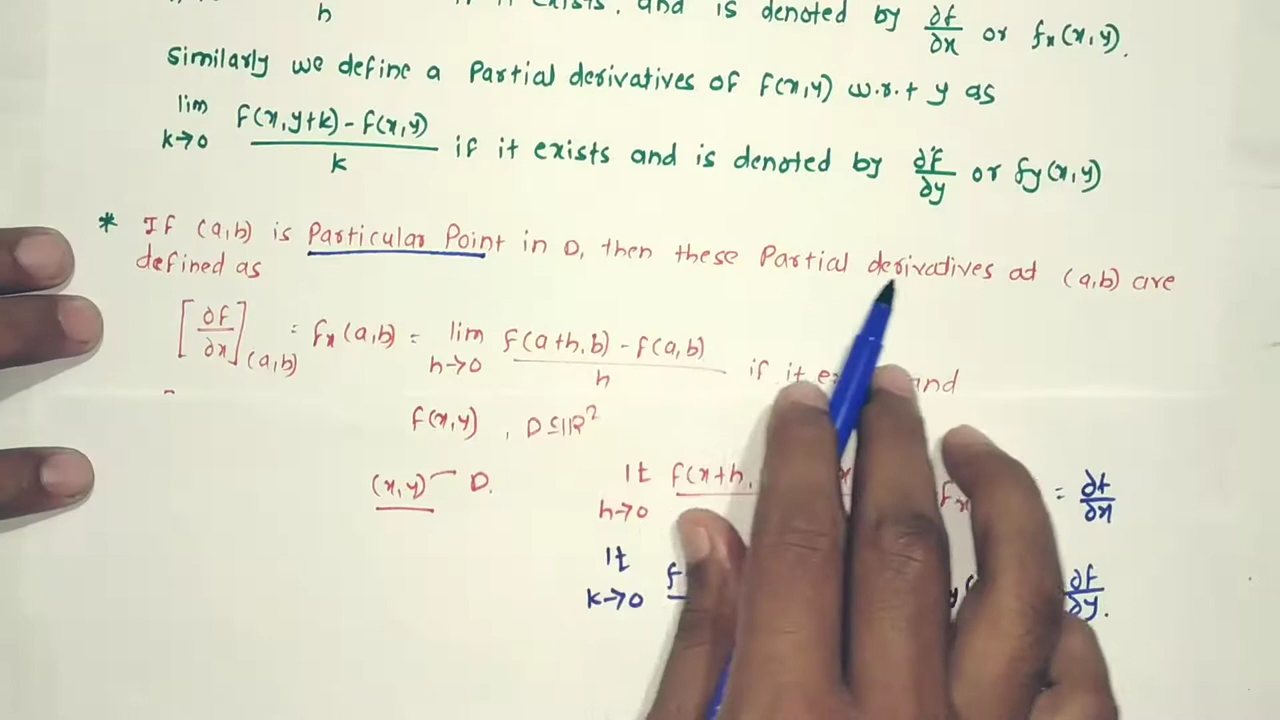 h
if it exists. and is denoted by ∂f/∂x or fx(x,y).
Similarly we define a Partial derivatives of f(x,y) w.r.t y as
lim k→0 f(x,y+k)-f(x,y)/k if it exists and is denoted by ∂f/∂y or fy(x,y)
* If (a,b) is Particular Point in D, then these Partial derivatives at (a,b) are
defined as
[∂f/∂x](a,b) = fx(a,b) = lim h→0 f(a+h,b)-f(a,b)/h if it and
f(x,y), D⊆ℝ²
(x,y) D.
lt h→0 f(x+h, = ∂f/∂x
lt k→0 f ∂f/∂y.